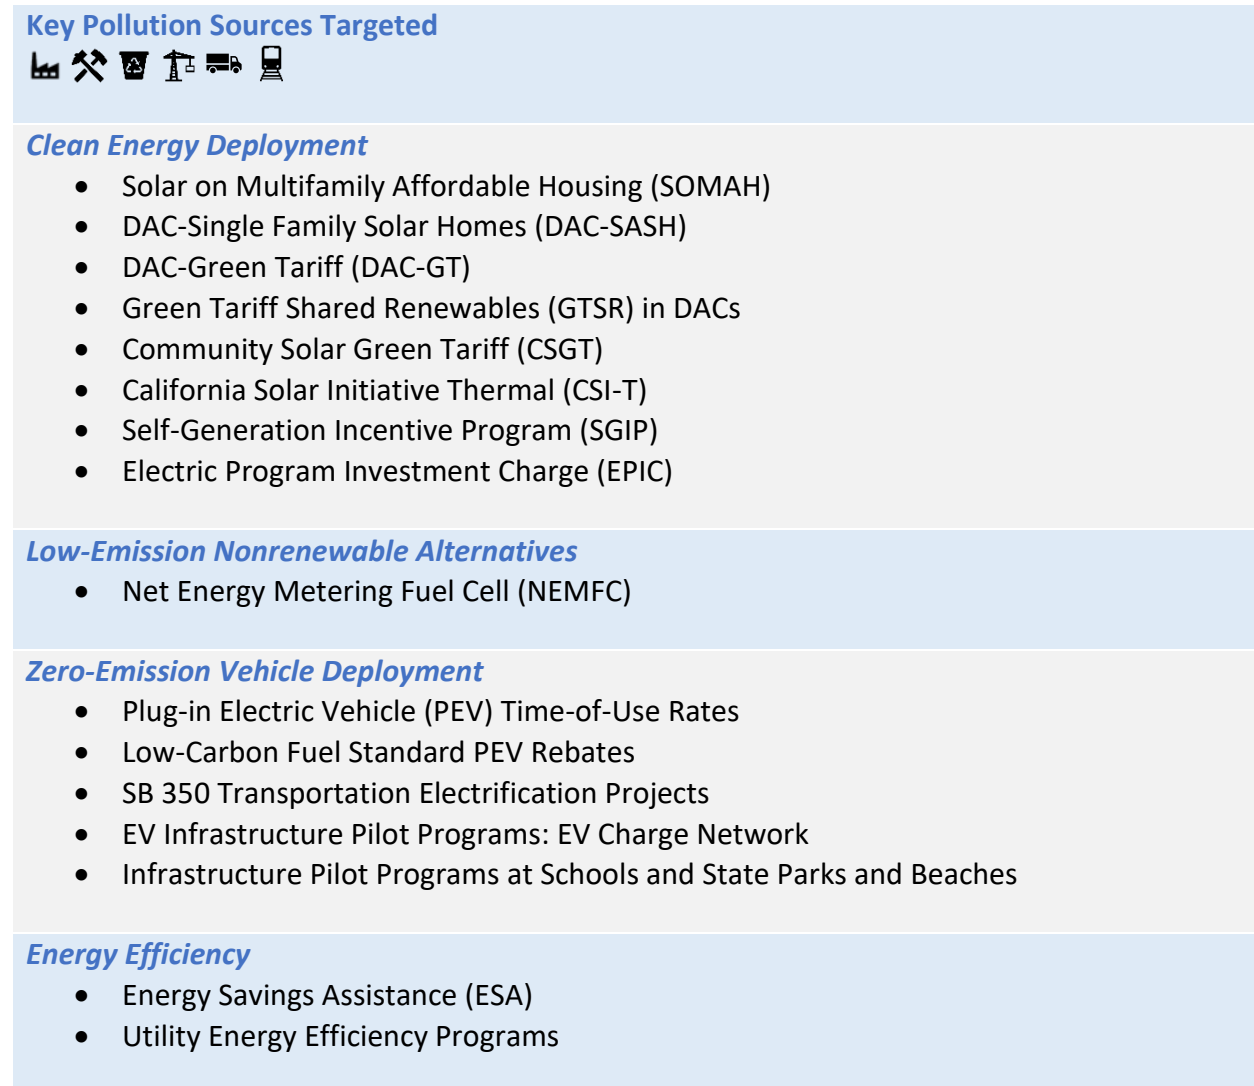 Key Pollution Sources Targeted
Clean Energy Deployment
• Solar on Multifamily Affordable Housing (SOMAH)
• DAC-Single Family Solar Homes (DAC-SASH)
• DAC-Green Tariff (DAC-GT)
• Green Tariff Shared Renewables (GTSR) in DACs
• Community Solar Green Tariff (CSGT)
• California Solar Initiative Thermal (CSI-T)
• Self-Generation Incentive Program (SGIP)
• Electric Program Investment Charge (EPIC)
Low-Emission Nonrenewable Alternatives
• Net Energy Metering Fuel Cell (NEMFC)
Zero-Emission Vehicle Deployment
• Plug-in Electric Vehicle (PEV) Time-of-Use Rates
• Low-Carbon Fuel Standard PEV Rebates
• SB 350 Transportation Electrification Projects
• EV Infrastructure Pilot Programs: EV Charge Network
• Infrastructure Pilot Programs at Schools and State Parks and Beaches
Energy Efficiency
• Energy Savings Assistance (ESA)
• Utility Energy Efficiency Programs